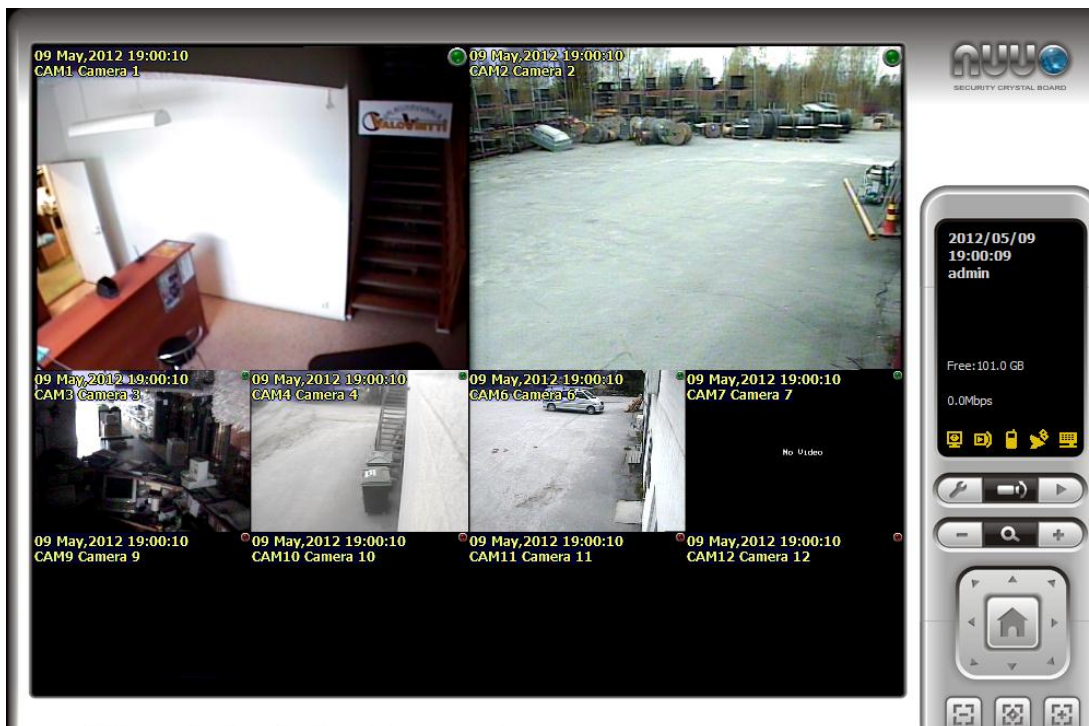 09 May,2012 19:00:10
CAM1 Camera 1
VALOVINTTI
09 May,2012 19:00:10
CAM2 Camera 2
nuuo
SECURITY CRYSTAL BOARD
2012/05/09
19:00:09
admin
Free:101.0 GB
0.0Mbps
09 May,2012 19:00:10
CAM3 Camera 3
09 May,2012 19:00:10
CAM4 Camera 4
09 May,2012 19:00:10
CAM6 Camera 6
09 May,2012 19:00:10
CAM7 Camera 7
No Video
09 May,2012 19:00:10
CAM9 Camera 9
09 May,2012 19:00:10
CAM10 Camera 10
09 May,2012 19:00:10
CAM11 Camera 11
09 May,2012 19:00:10
CAM12 Camera 12